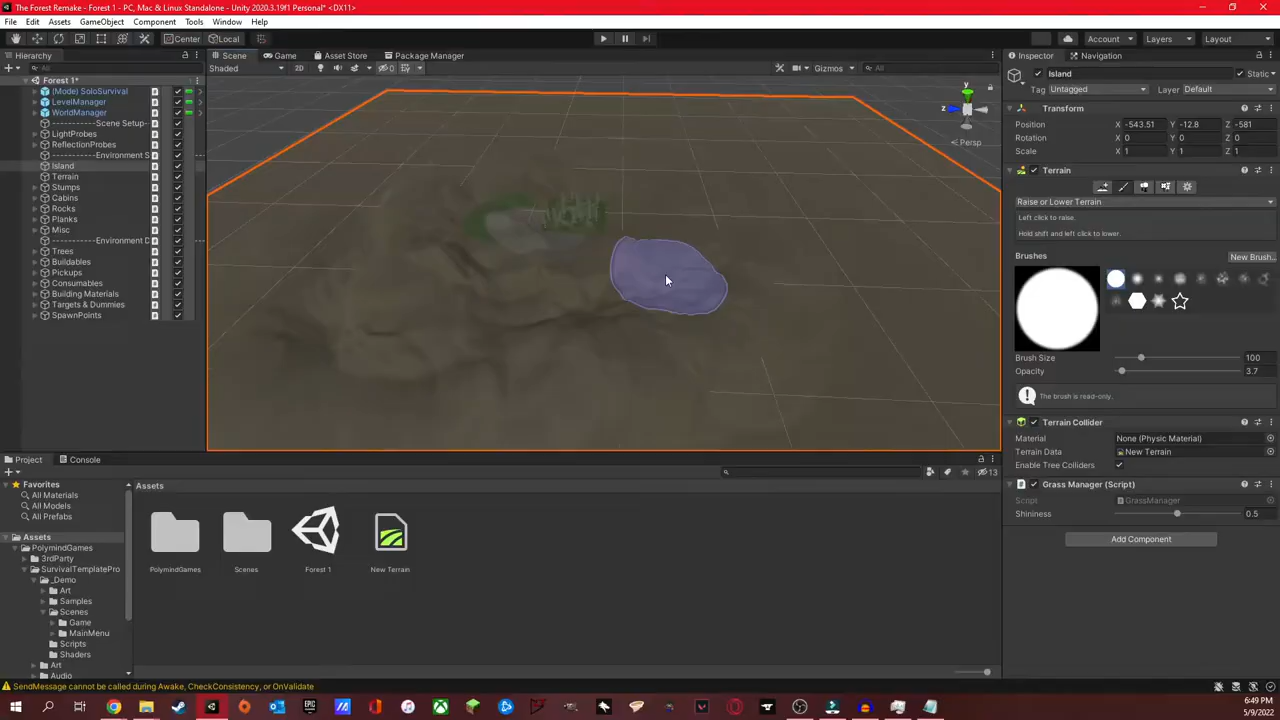 The Forest Remake - Forest 1 - PC, Mac & Linux Standalone - Unity 2020.3.19f1 Personal* <DX11>
File Edit Assets GameObject Component Tools Window Help
Center Local Account Layers Layout
Hierarchy Scene Game Asset Store Package Manager Inspector Navigation
All Shaded 2D 0 Gizmos All Island Static
Forest 1*
Tag Untagged Layer Default
(Mode) SoloSurvival
LevelManager
WorldManager
-----------Scene Setup-
LightProbes
ReflectionProbes
-----------Environment S
Island
Terrain
Stumps
Cabins
Rocks
Planks
Misc
-----------Environment D
Trees
Buildables
Pickups
Consumables
Building Materials
Targets & Dummies
SpawnPoints
y
z
Persp
Transform
Position X -543.51 Y -12.8 Z -581
Rotation X 0 Y 0 Z 0
Scale X 1 Y 1 Z 1
Terrain
Raise or Lower Terrain
Left click to raise.
Hold shift and left click to lower.
Brushes New Brush..
Brush Size 100
Opacity 3.7
The brush is read-only.
Terrain Collider
Material None (Physic Material)
Terrain Data New Terrain
Enable Tree Colliders
Grass Manager (Script)
Script GrassManager
Shininess 0.5
Add Component
Project Console
13
Favorites
All Materials
All Models
All Prefabs
Assets
PolymindGames
3rdParty
SurvivalTemplatePro
_Demo
Art
Samples
Scenes
Game
MainMenu
Scripts
Shaders
Art
Audio
Assets
PolymindGames Scenes Forest 1 New Terrain
SendMessage cannot be called during Awake, CheckConsistency, or OnValidate
6:49 PM
5/9/2022